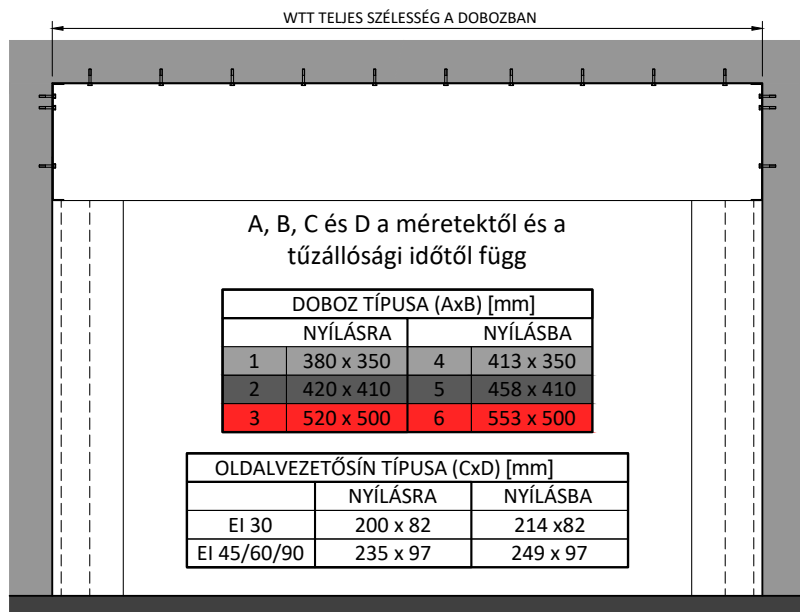 WTT TELJES SZÉLESSÉG A DOBOZBAN
A, B, C és D a méretektől és a
tűzállósági időtől függ
DOBOZ TÍPUSA (AxB) [mm]
NYÍLÁSRA NYÍLÁSBA
1 380 x 350 4 413 x 350
2 420 x 410 5 458 x 410
3 520 x 500 6 553 x 500
OLDALVEZETŐSÍN TÍPUSA (CxD) [mm]
NYÍLÁSRA NYÍLÁSBA
EI 30 200 x 82 214 x82
EI 45/60/90 235 x 97 249 x 97